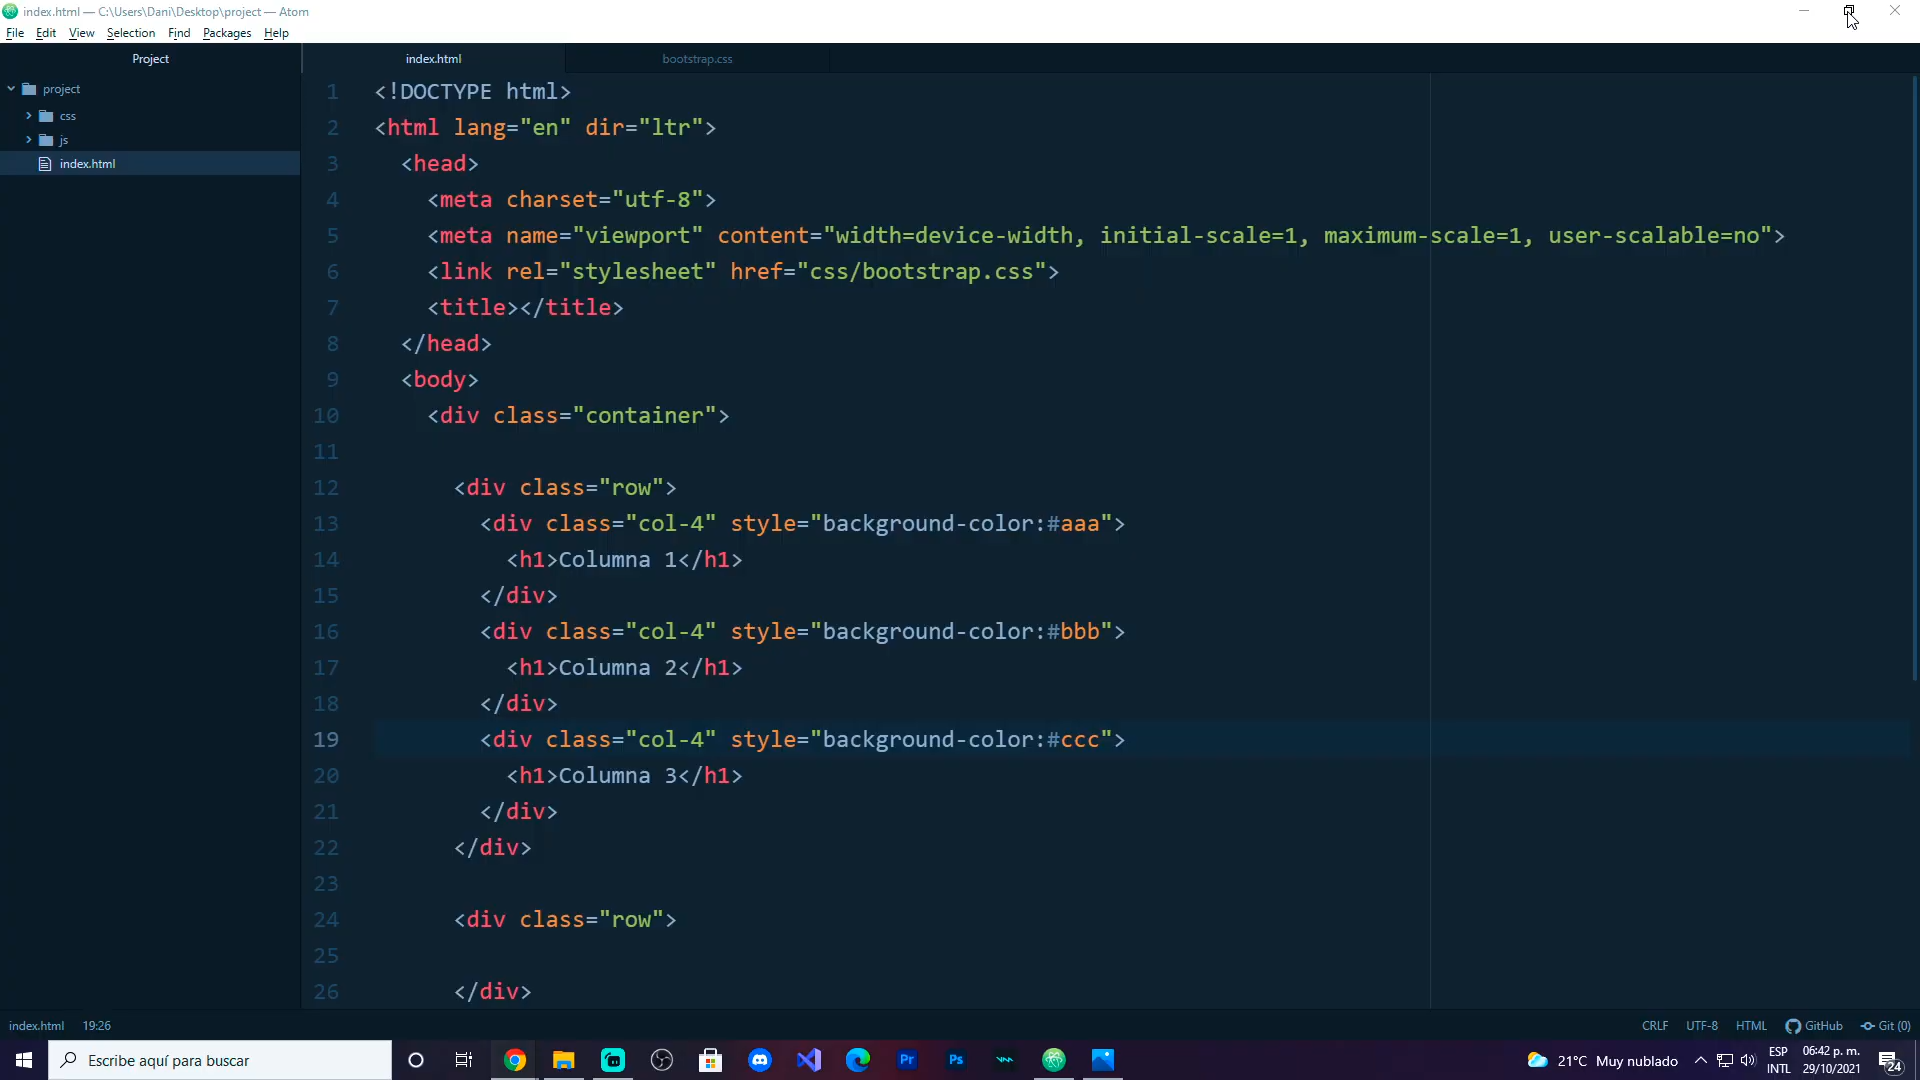 index.html — C:\Users\Dani\Desktop\project — Atom
File Edit View Selection Find Packages Help
Project
project
css
js
index.html
index.html bootstrap.css
1 <!DOCTYPE html>
2 <html lang="en" dir="ltr">
3 <head>
4 <meta charset="utf-8">
5 <meta name="viewport" content="width=device-width, initial-scale=1, maximum-scale=1, user-scalable=no">
6 <link rel="stylesheet" href="css/bootstrap.css">
7 <title></title>
8 </head>
9 <body>
10 <div class="container">
11
12 <div class="row">
13 <div class="col-4" style="background-color:#aaa">
14 <h1>Columna 1</h1>
15 </div>
16 <div class="col-4" style="background-color:#bbb">
17 <h1>Columna 2</h1>
18 </div>
19 <div class="col-4" style="background-color:#ccc">
20 <h1>Columna 3</h1>
21 </div>
22 </div>
23
24 <div class="row">
25
26 </div>
index.html 19:26 CRLF UTF-8 HTML GitHub Git (0)
Escribe aquí para buscar
Pr
Ps
21°C Muy nublado
ESP
INTL
06:42 p. m.
29/10/2021
24